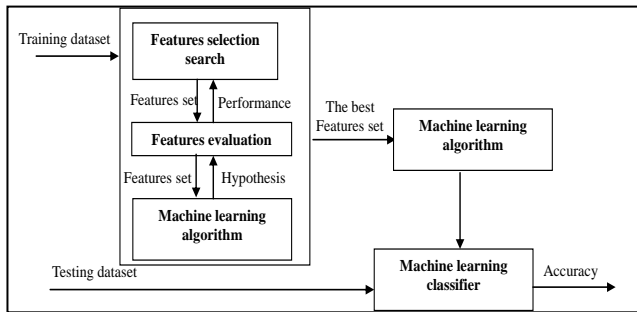 Training dataset
Features selection
search
Features set
Performance
Features evaluation
Features set
Hypothesis
Machine learning
algorithm
The best
Features set
Machine learning
algorithm
Testing dataset
Machine learning
classifier
Accuracy